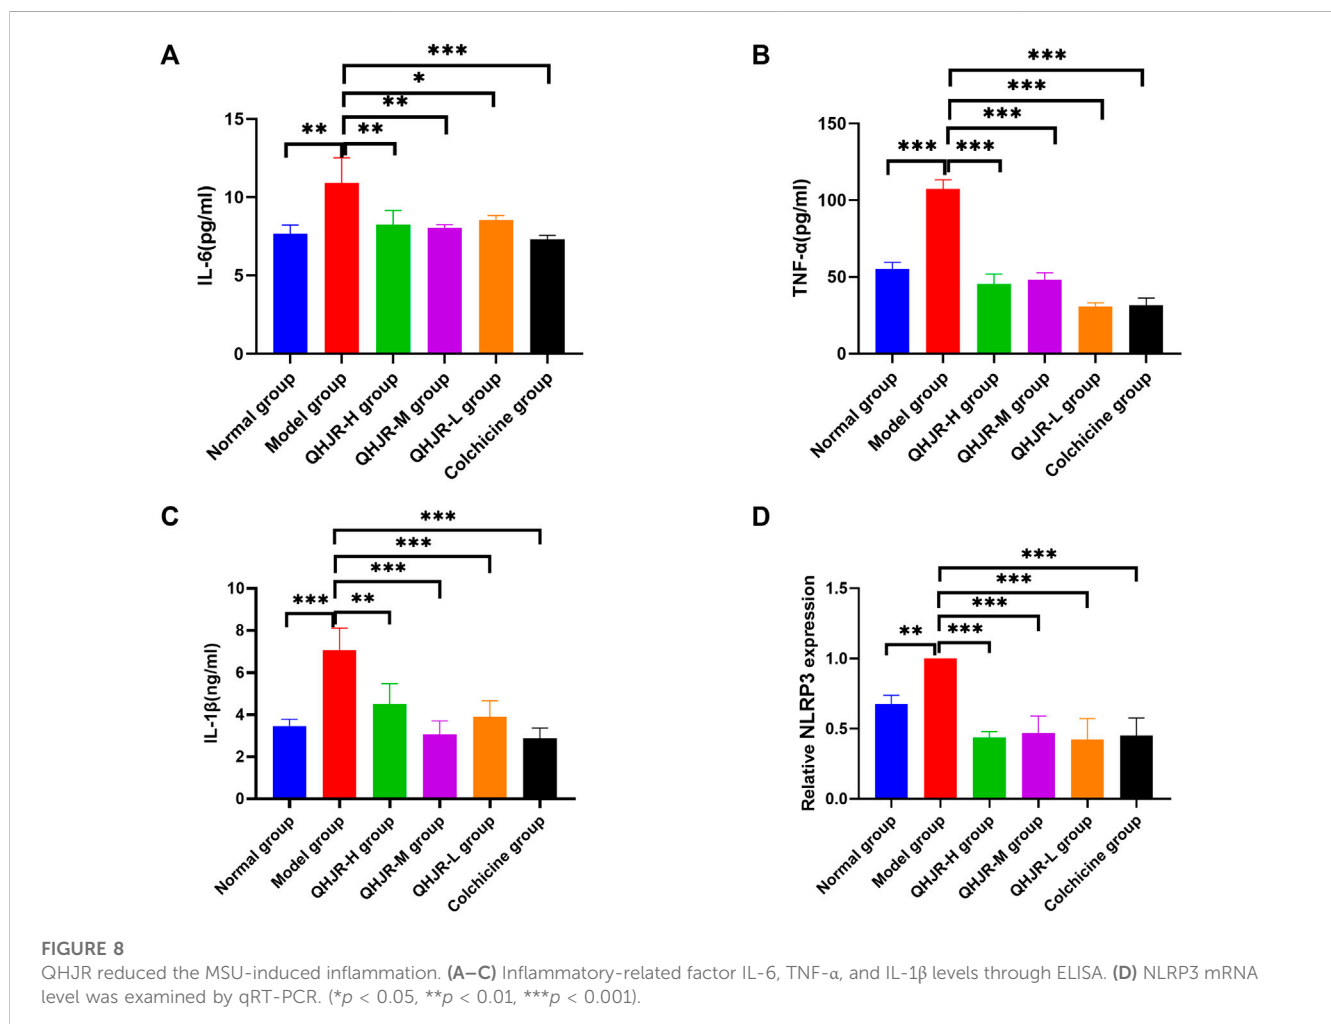 A
***
*
**
**
**
15
10
5
0
IL-6(pg/ml)
Normal group
Model group
QHJR-H group
QHJR-M group
QHJR-L group
Colchicine group
B
***
***
***
***
***
150
100
50
0
TNF-α(pg/ml)
Normal group
Model group
QHJR-H group
QHJR-M group
QHJR-L group
Colchicine group
C
***
***
***
***
**
10
8
6
4
2
0
IL-1β(ng/ml)
Normal group
Model group
QHJR-H group
QHJR-M group
QHJR-L group
Colchicine group
D
***
***
***
**
***
1.5
1.0
0.5
0.0
Relative NLRP3 expression
Normal group
Model group
QHJR-H group
QHJR-M group
QHJR-L group
Colchicine group
FIGURE 8
QHJR reduced the MSU-induced inflammation. (A–C) Inflammatory-related factor IL-6, TNF-α, and IL-1β levels through ELISA. (D) NLRP3 mRNA
level was examined by qRT-PCR. (*p < 0.05, **p < 0.01, ***p < 0.001).